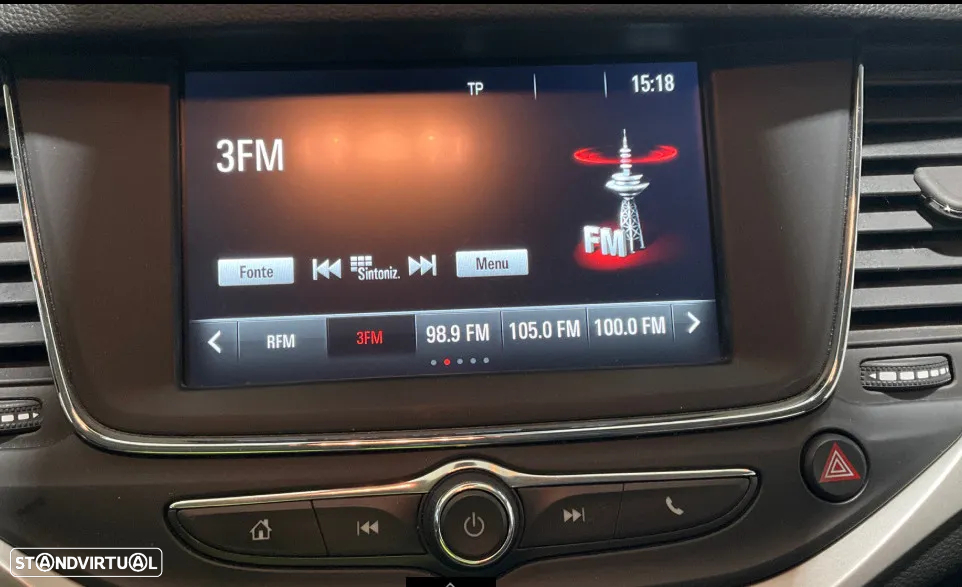 TP
15:18
3FM
FM
Fonte
Sintoniz.
Menu
RFM 3FM 98.9 FM 105.0 FM 100.0 FM
STANDVIRTUAL